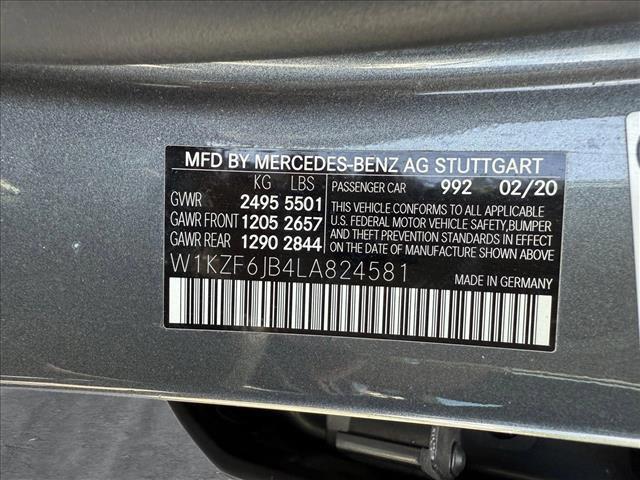 MFD BY MERCEDES-BENZ AG STUTTGART
KG LBS
GVWR 2495 5501
GAWR FRONT 1205 2657
GAWR REAR 1290 2844
PASSENGER CAR 992 02/20
THIS VEHICLE CONFORMS TO ALL APPLICABLE
U.S. FEDERAL MOTOR VEHICLE SAFETY,BUMPER
AND THEFT PREVENTION STANDARDS IN EFFECT
ON THE DATE OF MANUFACTURE SHOWN ABOVE
W1KZF6JB4LA824581
MADE IN GERMANY